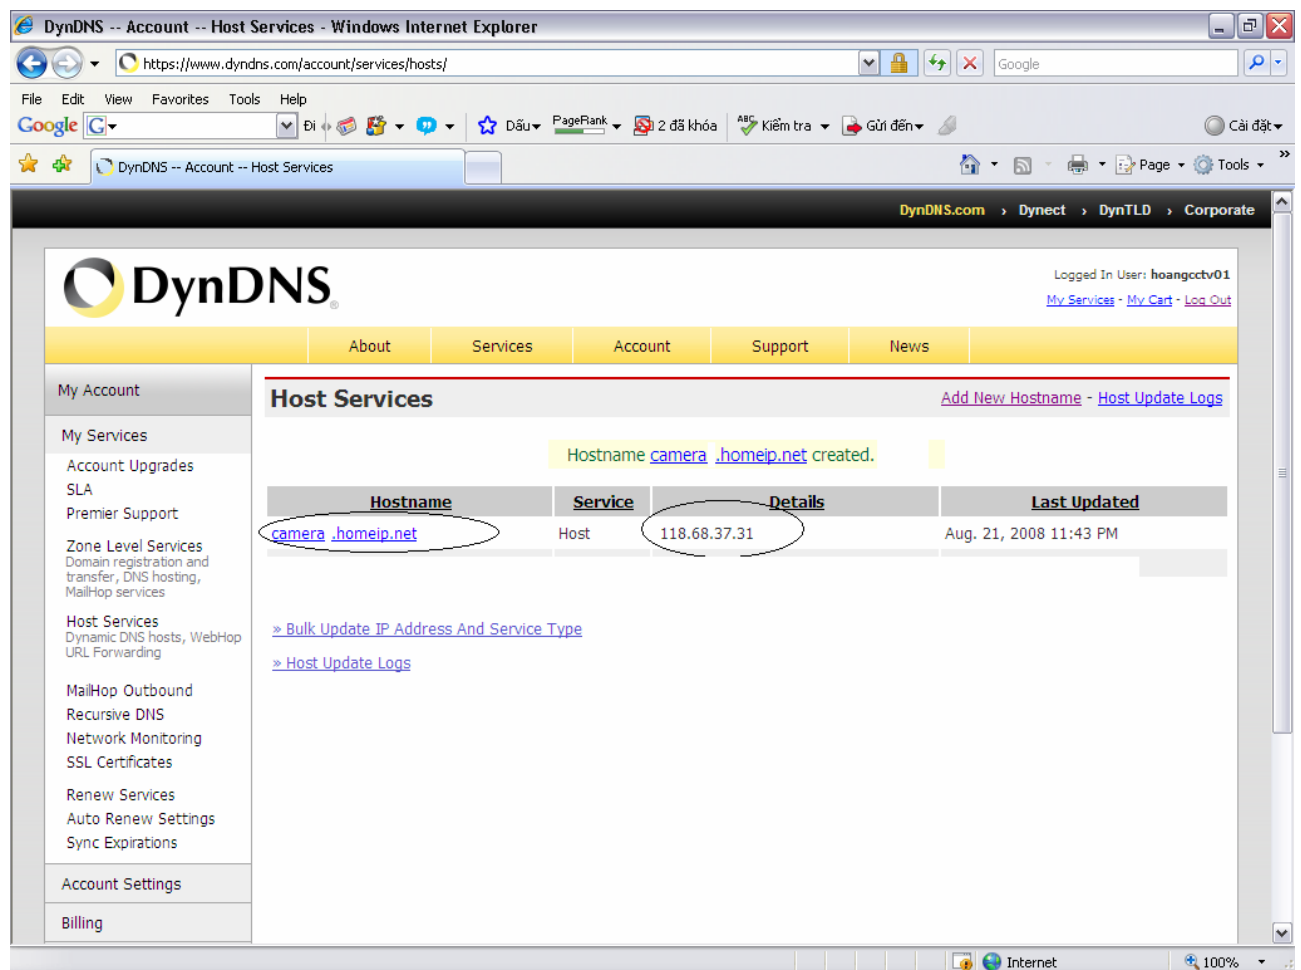 DynDNS -- Account -- Host Services - Windows Internet Explorer
https://www.dyndns.com/account/services/hosts/
Google
File Edit View Favorites Tools Help
Google G Đi Dấu PageRank 2 đã khóa ABC Kiểm tra Gửi đến Cài đặt
DynDNS -- Account -- Host Services
Page Tools »
DynDNS.com › Dynect › DynTLD › Corporate
DynDNS®
Logged In User: hoangcctv01
My Services - My Cart - Log Out
About Services Account Support News
My Account
Host Services
Add New Hostname - Host Update Logs
My Services
Hostname camera .homeip.net created.
Account Upgrades
SLA
Premier Support
Hostname Service Details Last Updated
camera .homeip.net Host 118.68.37.31 Aug. 21, 2008 11:43 PM
Zone Level Services
Domain registration and
transfer, DNS hosting,
MailHop services
Host Services
Dynamic DNS hosts, WebHop
URL Forwarding
» Bulk Update IP Address And Service Type
» Host Update Logs
MailHop Outbound
Recursive DNS
Network Monitoring
SSL Certificates
Renew Services
Auto Renew Settings
Sync Expirations
Account Settings
Billing
Internet 100%